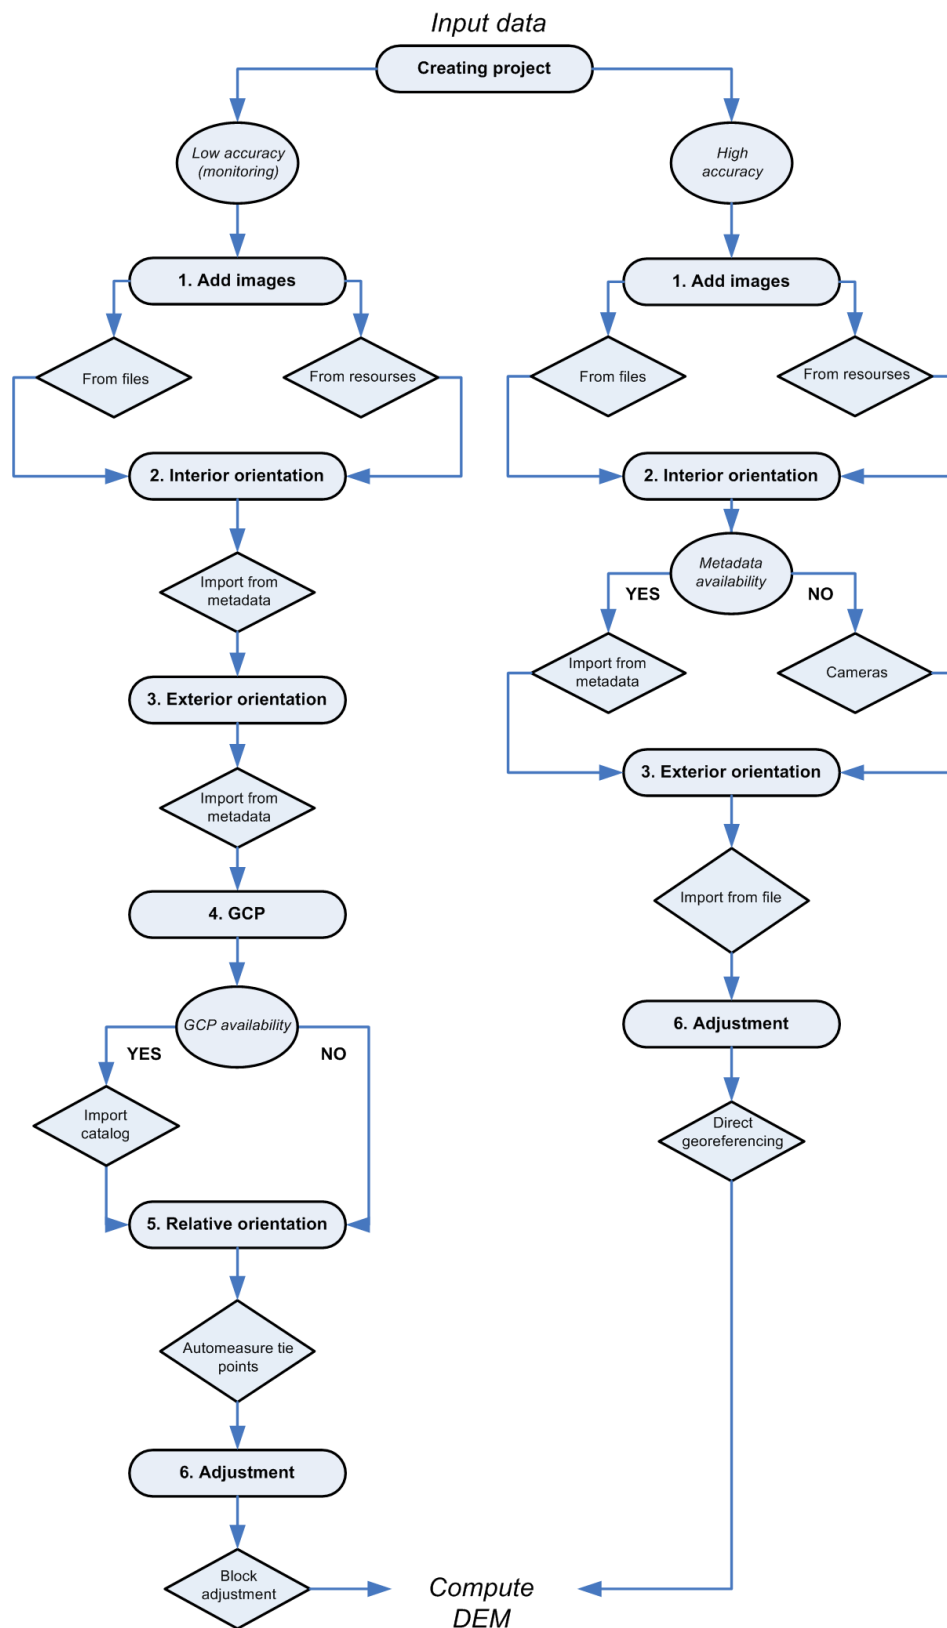 Input data
Creating project
Low accuracy
(monitoring)
High
accuracy
1. Add images
1. Add images
From files
From resourses
From files
From resourses
2. Interior orientation
2. Interior orientation
Metadata
availability
YES
NO
Import from
metadata
Import from
metadata
Cameras
3. Exterior orientation
3. Exterior orientation
Import from
metadata
Import from file
4. GCP
GCP availability
YES
NO
6. Adjustment
Import
catalog
Direct
georeferencing
5. Relative orientation
Automeasure tie
points
6. Adjustment
Block
adjustment
Compute
DEM